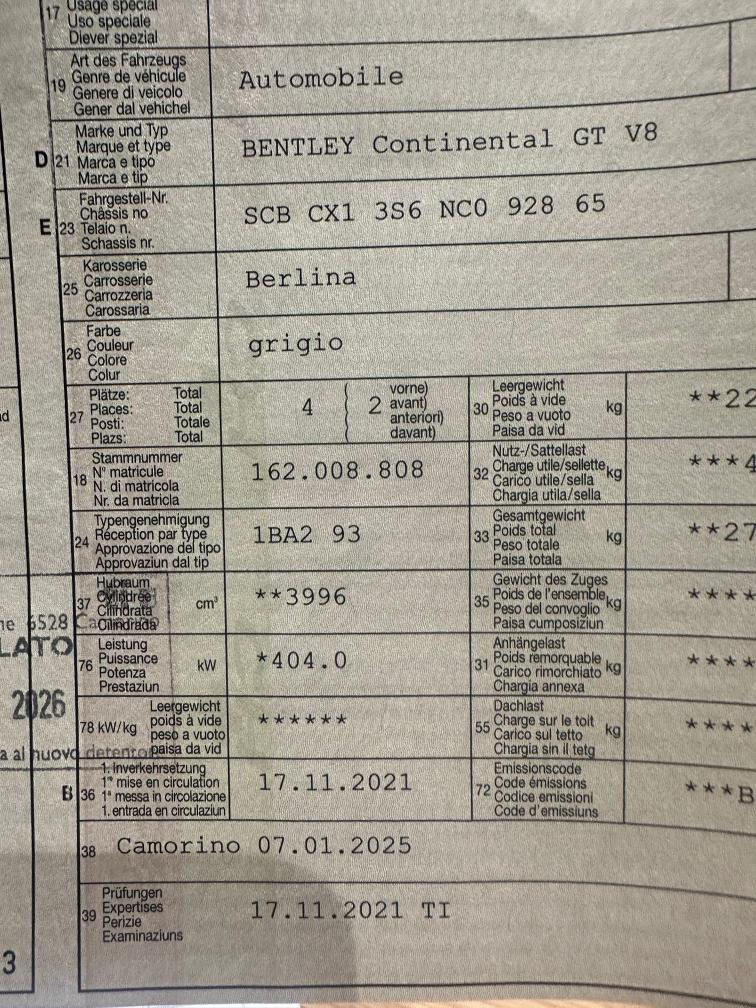 17 Usage spécial
Uso speciale
Diever spezial
19 Art des Fahrzeugs
Genre de véhicule
Genere di veicolo
Gener dal vehichel
Automobile
D 21 Marke und Typ
Marque et type
Marca e tipo
Marca e tip
BENTLEY Continental GT V8
E 23 Fahrgestell-Nr.
Châssis no
Telaio n.
Schassis nr.
SCB CX1 3S6 NC0 928 65
25 Karosserie
Carrosserie
Carrozzeria
Carossaria
Berlina
26 Farbe
Couleur
Colore
Colur
grigio
27 Plätze: Total
Places: Total
Posti: Totale
Plazs: Total
4 ( 2 vorne)
avant)
anteriori)
davant)
30 Leergewicht
Poids à vide
Peso a vuoto
Paisa da vid
kg **22
18 Stammnummer
N° matricule
N. di matricola
Nr. da matricla
162.008.808
32 Nutz-/Sattellast
Charge utile/sellette
Carico utile/sella
Chargia utila/sella
kg ***4
24 Typengenehmigung
Réception par type
Approvazione del tipo
Approvaziun dal tip
1BA2 93
33 Gesamtgewicht
Poids total
Peso totale
Paisa totala
kg **27
37 Hubraum
Cylindrée
Cilindrata
Cilindrada
cm³ **3996
35 Gewicht des Zuges
Poids de l'ensemble
Peso del convoglio
Paisa cumposiziun
kg ****
76 Leistung
Puissance
Potenza
Prestaziun
kW *404.0
31 Anhängelast
Poids remorquable
Carico rimorchiato
Chargia annexa
kg ****
78 kW/kg Leergewicht
poids à vide
peso a vuoto
paisa da vid
******
55 Dachlast
Charge sur le toit
Carico sul tetto
Chargia sin il tetg
kg ****
B 36 1. Inverkehrsetzung
1re mise en circulation
1a messa in circolazione
1. entrada en circulaziun
17.11.2021
72 Emissionscode
Code émissions
Codice emissioni
Code d'emissiuns
***B
38 Camorino 07.01.2025
39 Prüfungen
Expertises
Perizie
Examinaziuns
17.11.2021 TI
6528
LATO
2026
a al nuovo detentore
3